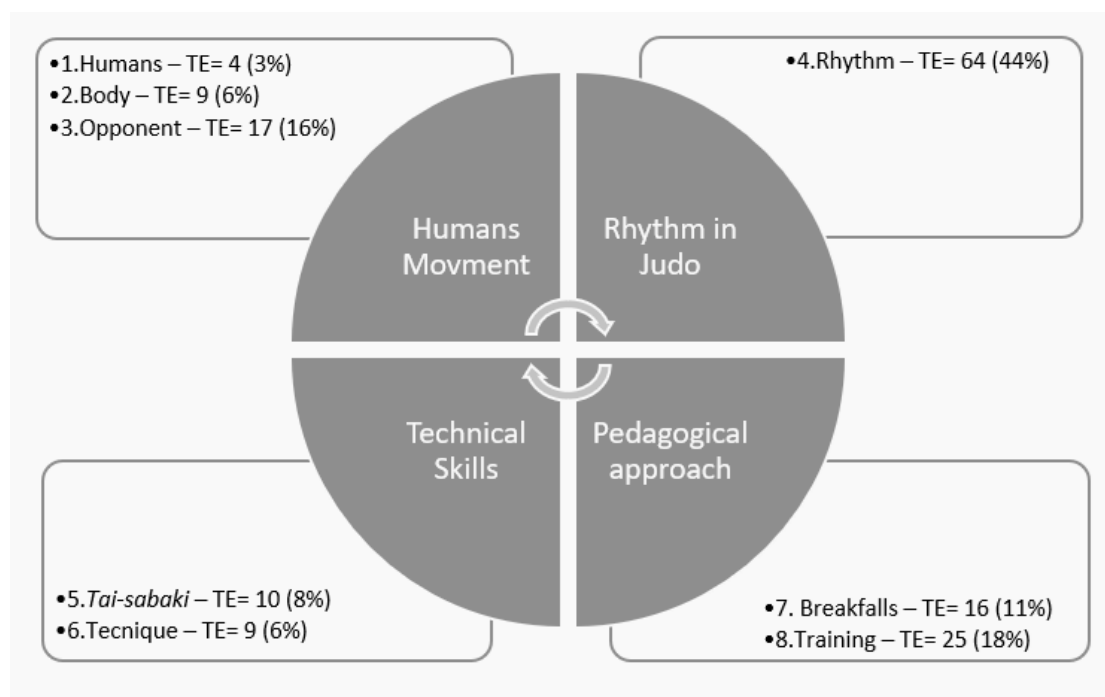 •1.Humans – TE= 4 (3%)
•2.Body – TE= 9 (6%)
•3.Opponent – TE= 17 (16%)
•4.Rhythm – TE= 64 (44%)
Humans
Movment
Rhythm in
Judo
Technical
Skills
Pedagogical
approach
•5.Tai-sabaki – TE= 10 (8%)
•6.Tecnique – TE= 9 (6%)
•7. Breakfalls – TE= 16 (11%)
•8.Training – TE= 25 (18%)